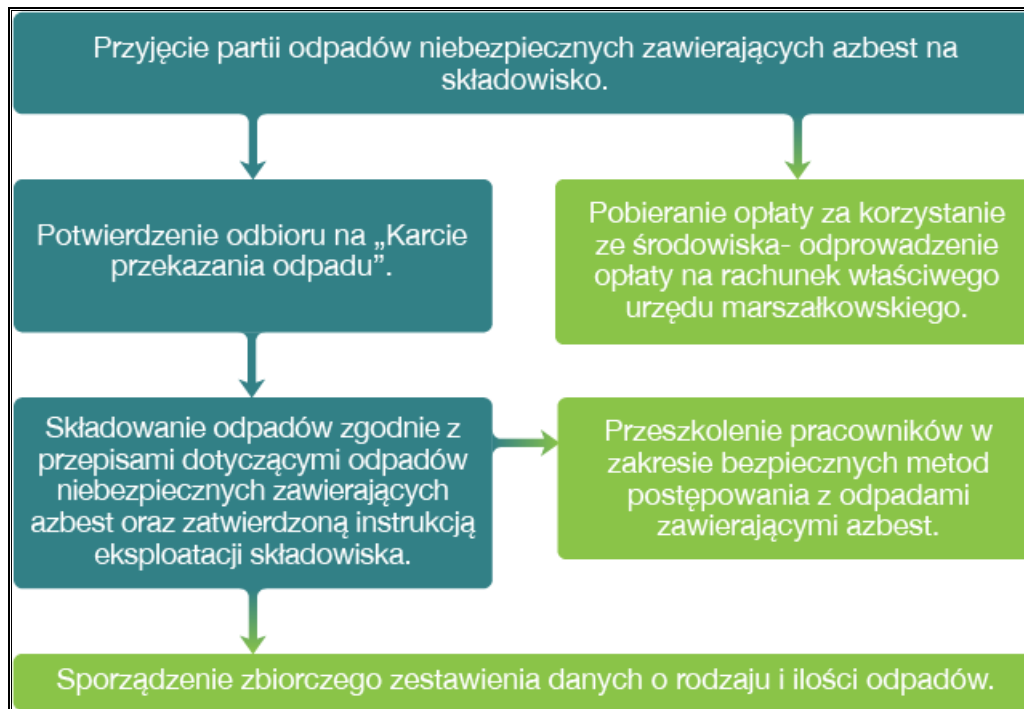 Przyjęcie partii odpadów niebezpiecznych zawierających azbest na
składowisko.
Potwierdzenie odbioru na „Karcie
przekazania odpadu”.
Pobieranie opłaty za korzystanie
ze środowiska- odprowadzenie
opłaty na rachunek właściwego
urzędu marszałkowskiego.
Składowanie odpadów zgodnie z
przepisami dotyczącymi odpadów
niebezpiecznych zawierających
azbest oraz zatwierdzoną instrukcją
eksploatacji składowiska.
Przeszkolenie pracowników w
zakresie bezpiecznych metod
postępowania z odpadami
zawierającymi azbest.
Sporządzenie zbiorczego zestawienia danych o rodzaju i ilości odpadów.